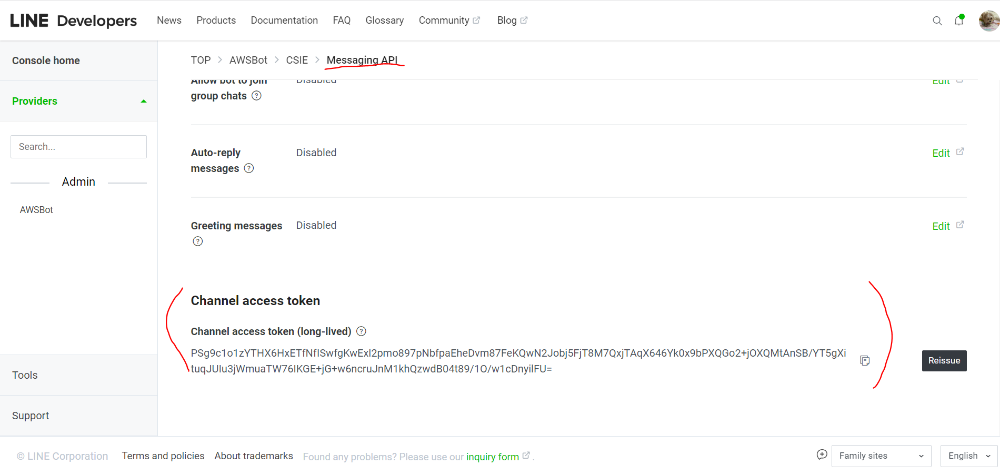 LINE Developers News Products Documentation FAQ Glossary Community Blog
Console home
Providers
Search...
Admin
AWSBot
Tools
Support
TOP > AWSBot > CSIE > Messaging API
Allow bot to join Disabled Edit
group chats ?
Auto-reply Disabled Edit
messages ?
Greeting messages Disabled Edit
?
Channel access token
Channel access token (long-lived) ?
PSg9c1o1zYTHX6HxETfNfISwfgKwExl2pmo897pNbfpaEheDvm87FeKQwN2Jobj5FjT8M7QxjTAqX646Yk0x9bPXQGo2+jOXQMtAnSB/YT5gXi
tuqJUIu3jWmuaTW76IKGE+jG+w6ncruJnM1khQzwdB04t89/1O/w1cDnyilFU=
Reissue
© LINE Corporation Terms and policies About trademarks Found any problems? Please use our inquiry form .
Family sites English